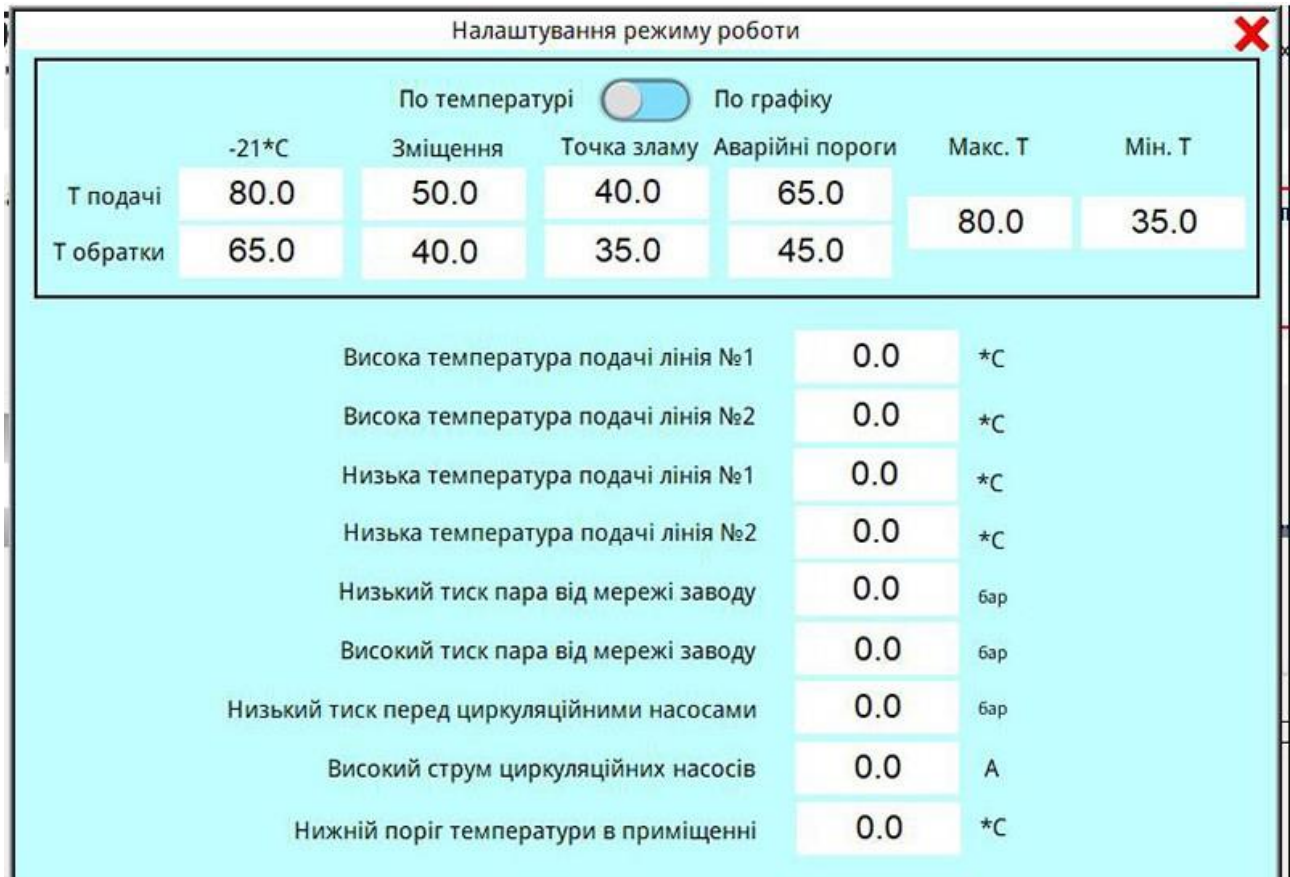 Налаштування режиму роботи
По температурі По графіку
-21*C Зміщення Точка зламу Аварійні пороги Макс. Т Мін. Т
Т подачі 80.0 50.0 40.0 65.0
80.0 35.0
Т обратки 65.0 40.0 35.0 45.0
Висока температура подачі лінія №1 0.0 *C
Висока температура подачі лінія №2 0.0 *C
Низька температура подачі лінія №1 0.0 *C
Низька температура подачі лінія №2 0.0 *C
Низький тиск пара від мережі заводу 0.0 бар
Високий тиск пара від мережі заводу 0.0 бар
Низький тиск перед циркуляційними насосами 0.0 бар
Високий струм циркуляційних насосів 0.0 А
Нижній поріг температури в приміщенні 0.0 *C